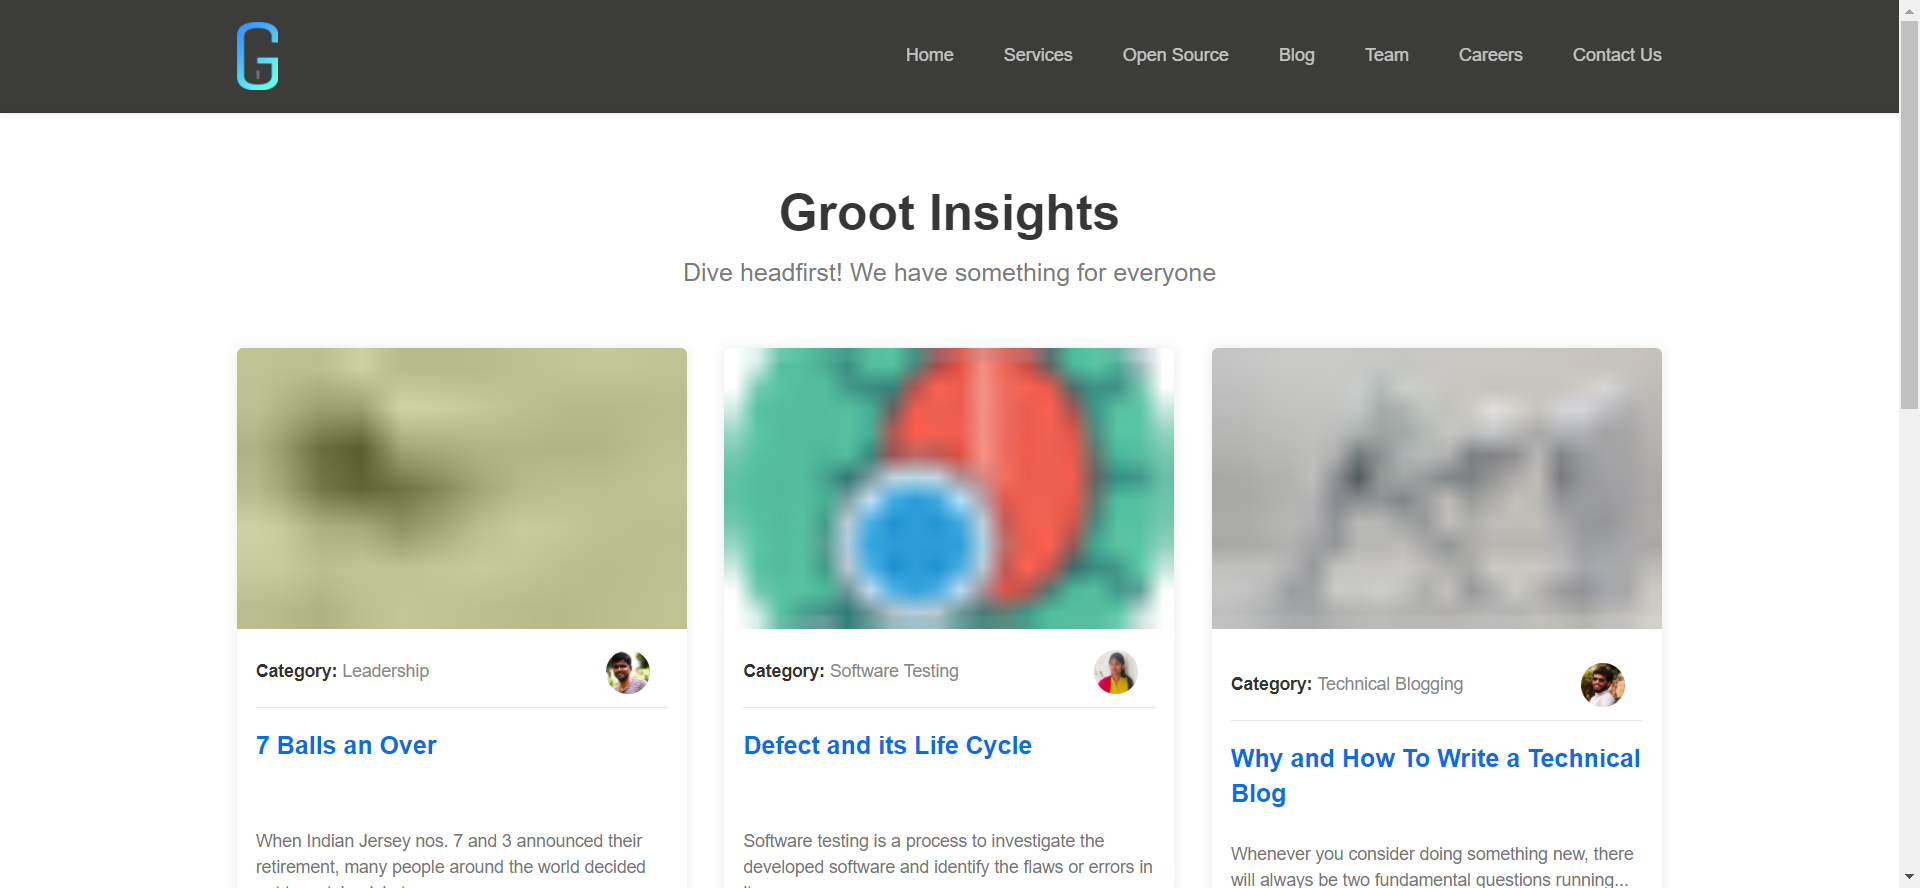 G
Home Services Open Source Blog Team Careers Contact Us
Groot Insights
Dive headfirst! We have something for everyone
Category: Leadership
7 Balls an Over
When Indian Jersey nos. 7 and 3 announced their
retirement, many people around the world decided
Category: Software Testing
Defect and its Life Cycle
Software testing is a process to investigate the
developed software and identify the flaws or errors in
Category: Technical Blogging
Why and How To Write a Technical
Blog
Whenever you consider doing something new, there
will always be two fundamental questions running...